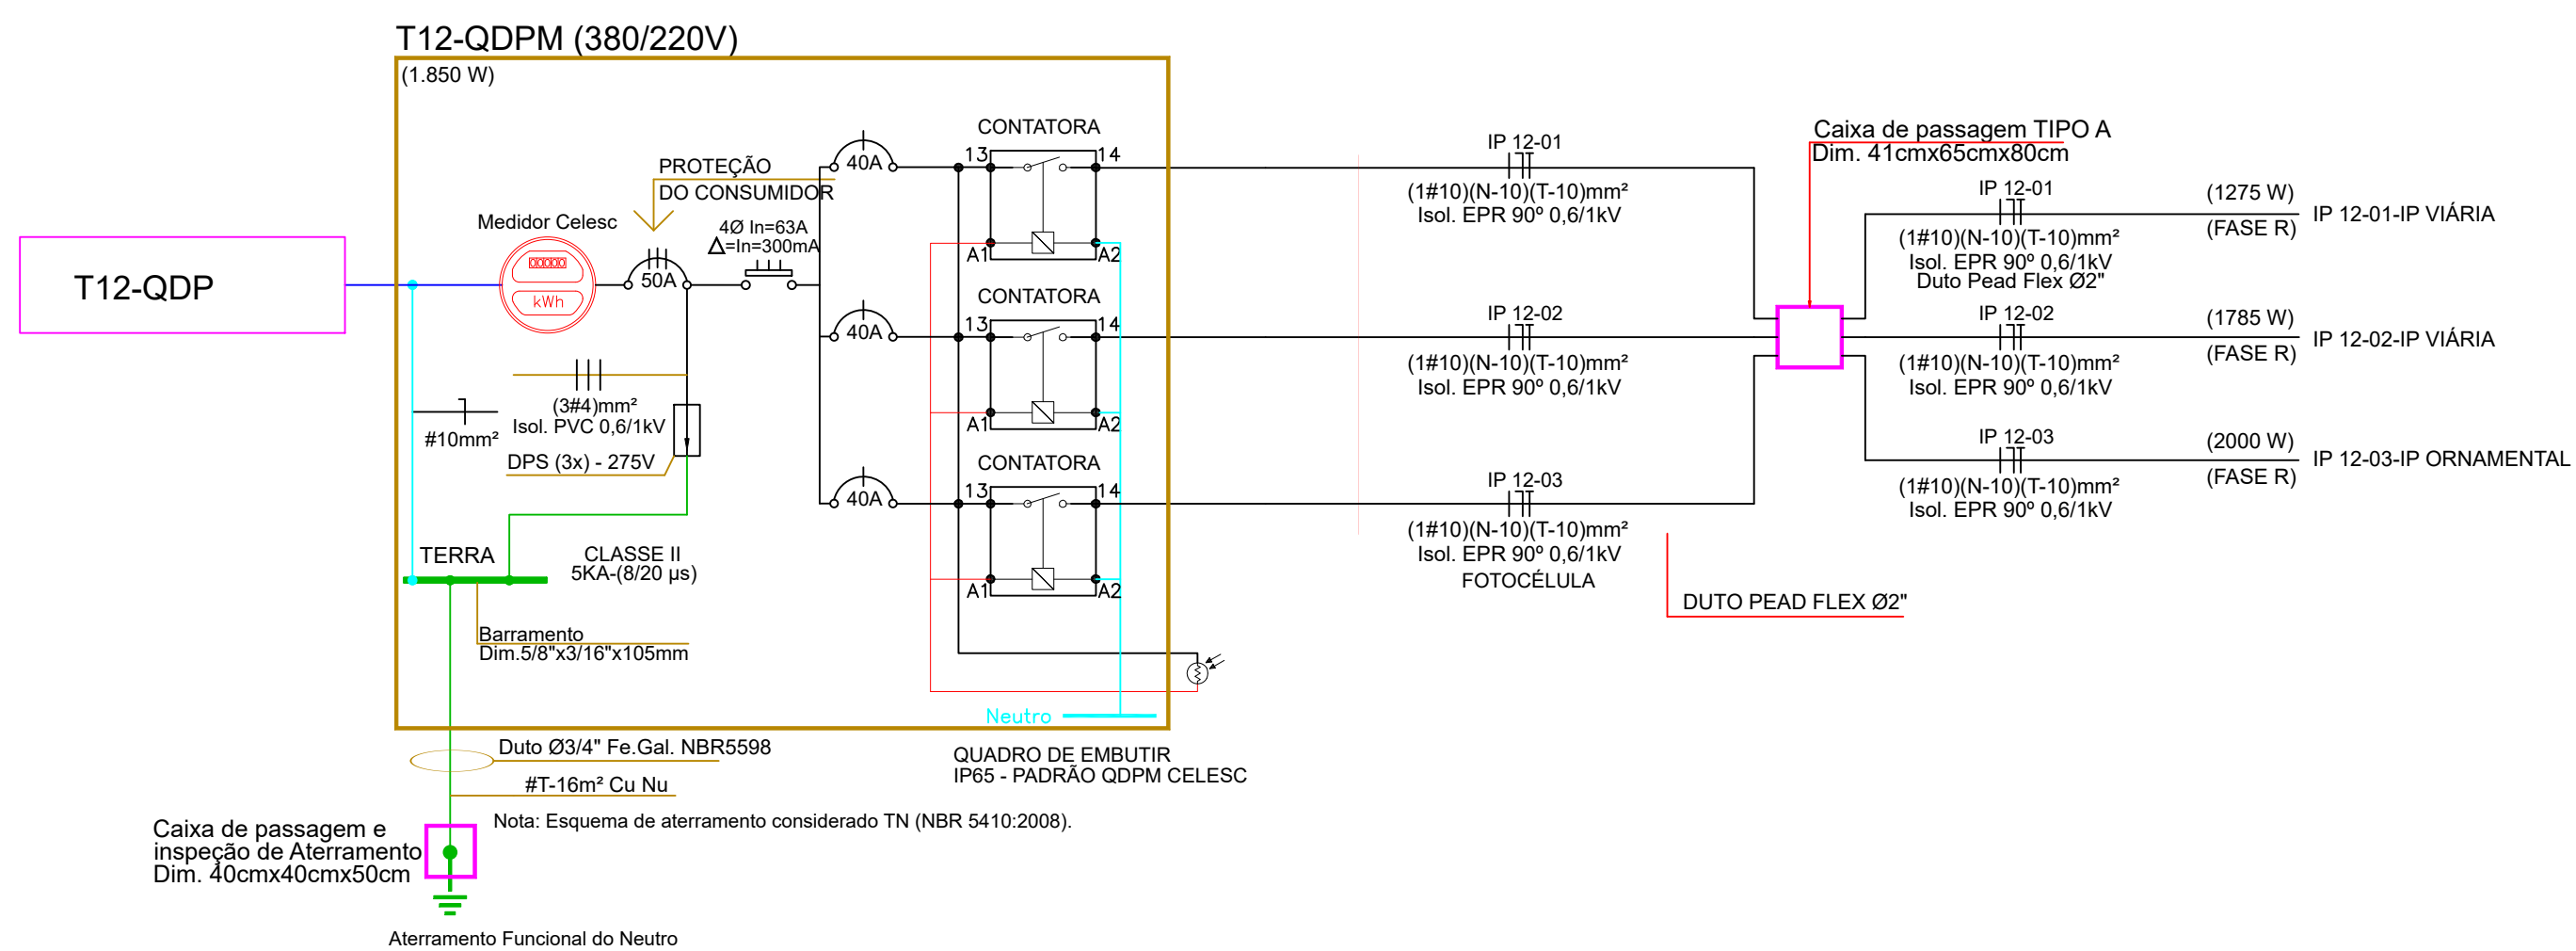 T12-QDPM (380/220V)
(1.850 W)
T12-QDP
Medidor Celesc
00000
kWh
PROTEÇÃO
DO CONSUMIDOR
50A
4Ø In=63A
Δ=In=300mA
40A
40A
40A
CONTATORA
13
14
A1
A2
CONTATORA
13
14
A1
A2
CONTATORA
13
14
A1
A2
(3#4)mm²
Isol. PVC 0,6/1kV
#10mm²
DPS (3x) - 275V
TERRA
CLASSE II
5KA-(8/20 µs)
Barramento
Dim.5/8"x3/16"x105mm
Neutro
Duto Ø3/4" Fe.Gal. NBR5598
#T-16m² Cu Nu
QUADRO DE EMBUTIR
IP65 - PADRÃO QDPM CELESC
Nota: Esquema de aterramento considerado TN (NBR 5410:2008).
Caixa de passagem e
inspeção de Aterramento
Dim. 40cmx40cmx50cm
Aterramento Funcional do Neutro
IP 12-01
(1#10)(N-10)(T-10)mm²
Isol. EPR 90º 0,6/1kV
IP 12-02
(1#10)(N-10)(T-10)mm²
Isol. EPR 90º 0,6/1kV
IP 12-03
(1#10)(N-10)(T-10)mm²
Isol. EPR 90º 0,6/1kV
FOTOCÉLULA
DUTO PEAD FLEX Ø2"
Caixa de passagem TIPO A
Dim. 41cmx65cmx80cm
IP 12-01
(1#10)(N-10)(T-10)mm²
Isol. EPR 90º 0,6/1kV
Duto Pead Flex Ø2"
(1275 W)
(FASE R)
IP 12-01-IP VIÁRIA
IP 12-02
(1#10)(N-10)(T-10)mm²
Isol. EPR 90º 0,6/1kV
(1785 W)
(FASE R)
IP 12-02-IP VIÁRIA
IP 12-03
(1#10)(N-10)(T-10)mm²
Isol. EPR 90º 0,6/1kV
(2000 W)
(FASE R)
IP 12-03-IP ORNAMENTAL